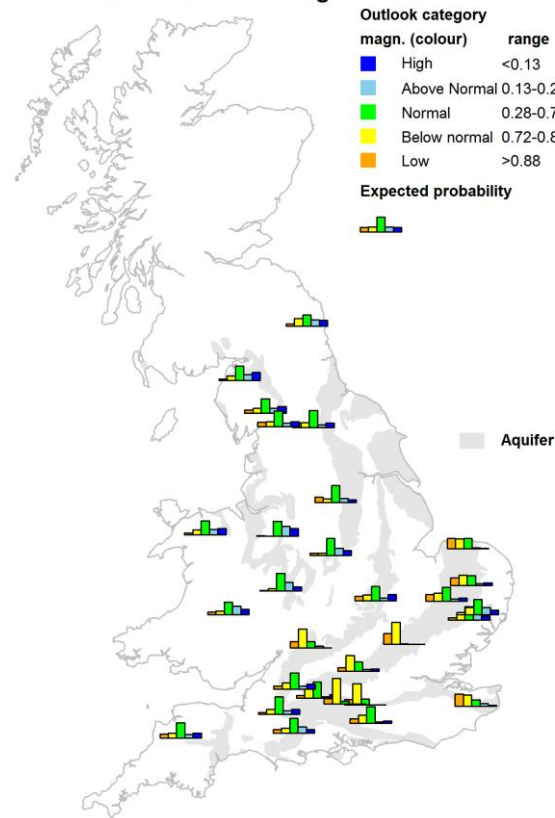 Outlook category
magn. (colour) range
High <0.13
Above Normal 0.13-0.2
Normal 0.28-0.7
Below normal 0.72-0.8
Low >0.88
Expected probability
Aquifer